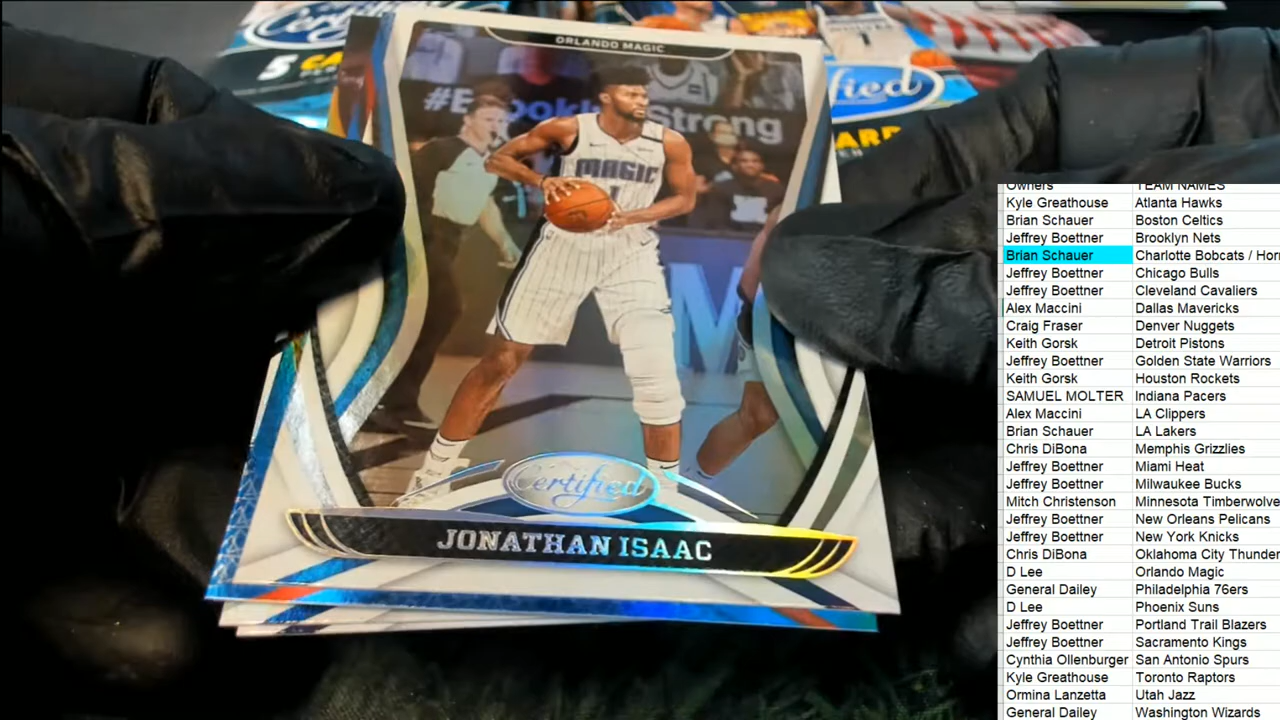 Certified
5 CA
fied
ARD
ORLANDO MAGIC
#Brooklyn Strong
MAGIC
1
M
Certified
JONATHAN ISAAC
Owners TEAM NAMES
Kyle Greathouse Atlanta Hawks
Brian Schauer Boston Celtics
Jeffrey Boettner Brooklyn Nets
Brian Schauer Charlotte Bobcats / Horn
Jeffrey Boettner Chicago Bulls
Jeffrey Boettner Cleveland Cavaliers
Alex Maccini Dallas Mavericks
Craig Fraser Denver Nuggets
Keith Gorsk Detroit Pistons
Jeffrey Boettner Golden State Warriors
Keith Gorsk Houston Rockets
SAMUEL MOLTER Indiana Pacers
Alex Maccini LA Clippers
Brian Schauer LA Lakers
Chris DiBona Memphis Grizzlies
Jeffrey Boettner Miami Heat
Jeffrey Boettner Milwaukee Bucks
Mitch Christenson Minnesota Timberwolve
Jeffrey Boettner New Orleans Pelicans
Jeffrey Boettner New York Knicks
Chris DiBona Oklahoma City Thunder
D Lee Orlando Magic
General Dailey Philadelphia 76ers
D Lee Phoenix Suns
Jeffrey Boettner Portland Trail Blazers
Jeffrey Boettner Sacramento Kings
Cynthia Ollenburger San Antonio Spurs
Kyle Greathouse Toronto Raptors
Ormina Lanzetta Utah Jazz
General Dailey Washington Wizards